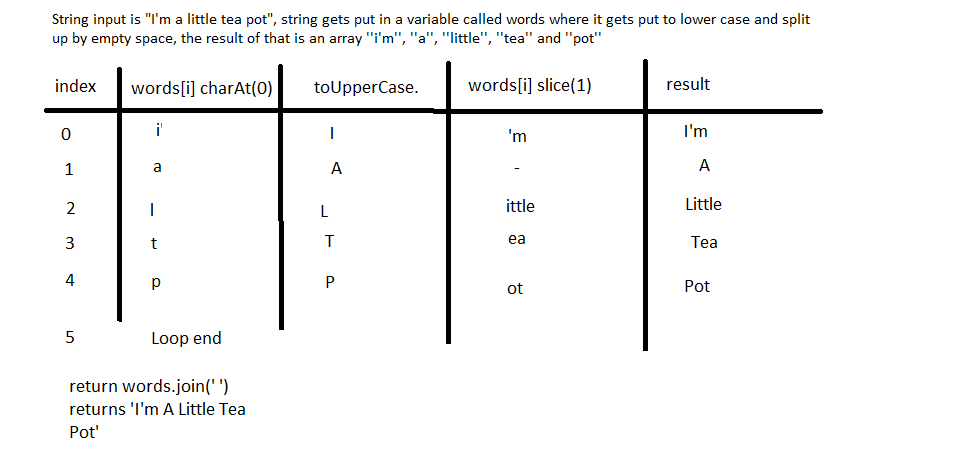 String input is "I'm a little tea pot", string gets put in a variable called words where it gets put to lower case and split
up by empty space, the result of that is an array "i'm", "a", "little", "tea" and "pot"
index words[i] charAt(0) toUpperCase. words[i] slice(1) result
0 i' I 'm I'm
1 a A - A
2 l L ittle Little
3 t T ea Tea
4 p P ot Pot
5 Loop end
return words.join(' ')
returns 'I'm A Little Tea
Pot'